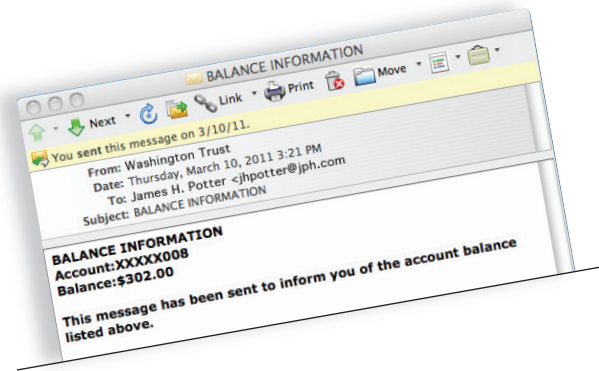 BALANCE INFORMATION
Next Link Print Move
You sent this message on 3/10/11.
From: Washington Trust
Date: Thursday, March 10, 2011 3:21 PM
To: James H. Potter <jhpotter@jph.com
Subject: BALANCE INFORMATION
BALANCE INFORMATION
Account:XXXXX008
Balance:$302.00
This message has been sent to inform you of the account balance
listed above.